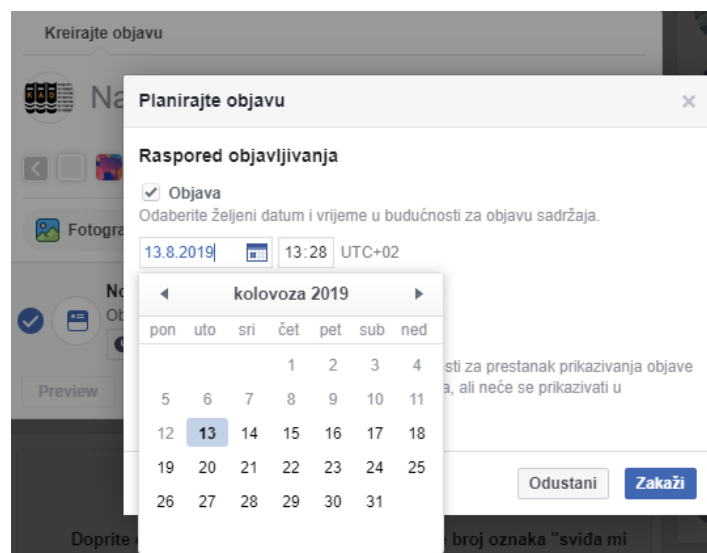 Kreirajte objavu
KAD
Na
Planirajte objavu
Raspored objavljivanja
Objava
Odaberite željeni datum i vrijeme u budućnosti za objavu sadržaja.
Fotogra
13.8.2019 13:28 UTC+02
No
Ob
kolovoza 2019
pon uto sri čet pet sub ned
1 2 3 4
sti za prestanak prikazivanja objave
5 6 7 8 9 10 11
a, ali neće se prikazivati u
Preview
12 13 14 15 16 17 18
19 20 21 22 23 24 25
26 27 28 29 30 31
Odustani Zakaži
Doprite broj oznaka "sviđa mi